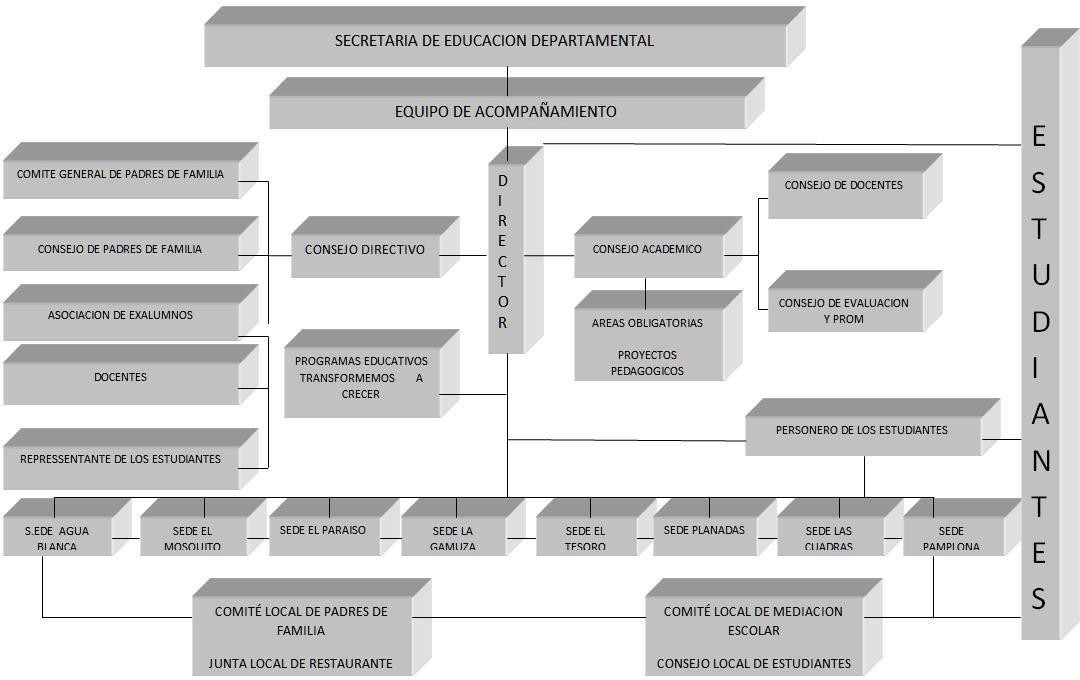 SECRETARIA DE EDUCACION DEPARTAMENTAL
EQUIPO DE ACOMPAÑAMIENTO
DIRECTOR
ESTUDIANTES
COMITE GENERAL DE PADRES DE FAMILIA
CONSEJO DE PADRES DE FAMILIA
ASOCIACION DE EXALUMNOS
DOCENTES
REPRESSENTANTE DE LOS ESTUDIANTES
CONSEJO DIRECTIVO
PROGRAMAS EDUCATIVOS
TRANSFORMEMOS A
CRECER
CONSEJO ACADEMICO
AREAS OBLIGATORIAS
PROYECTOS
PEDAGOGICOS
CONSEJO DE DOCENTES
CONSEJO DE EVALUACION
Y PROM
PERSONERO DE LOS ESTUDIANTES
S.EDE AGUA
BLANCA
SEDE EL
MOSQUITO
SEDE EL PARAISO
SEDE LA
GAMUZA
SEDE EL
TESORO
SEDE PLANADAS
SEDE LAS
CUADRAS
SEDE
PAMPLONA
COMITÉ LOCAL DE PADRES DE
FAMILIA
JUNTA LOCAL DE RESTAURANTE
COMITÉ LOCAL DE MEDIACION
ESCOLAR
CONSEJO LOCAL DE ESTUDIANTES